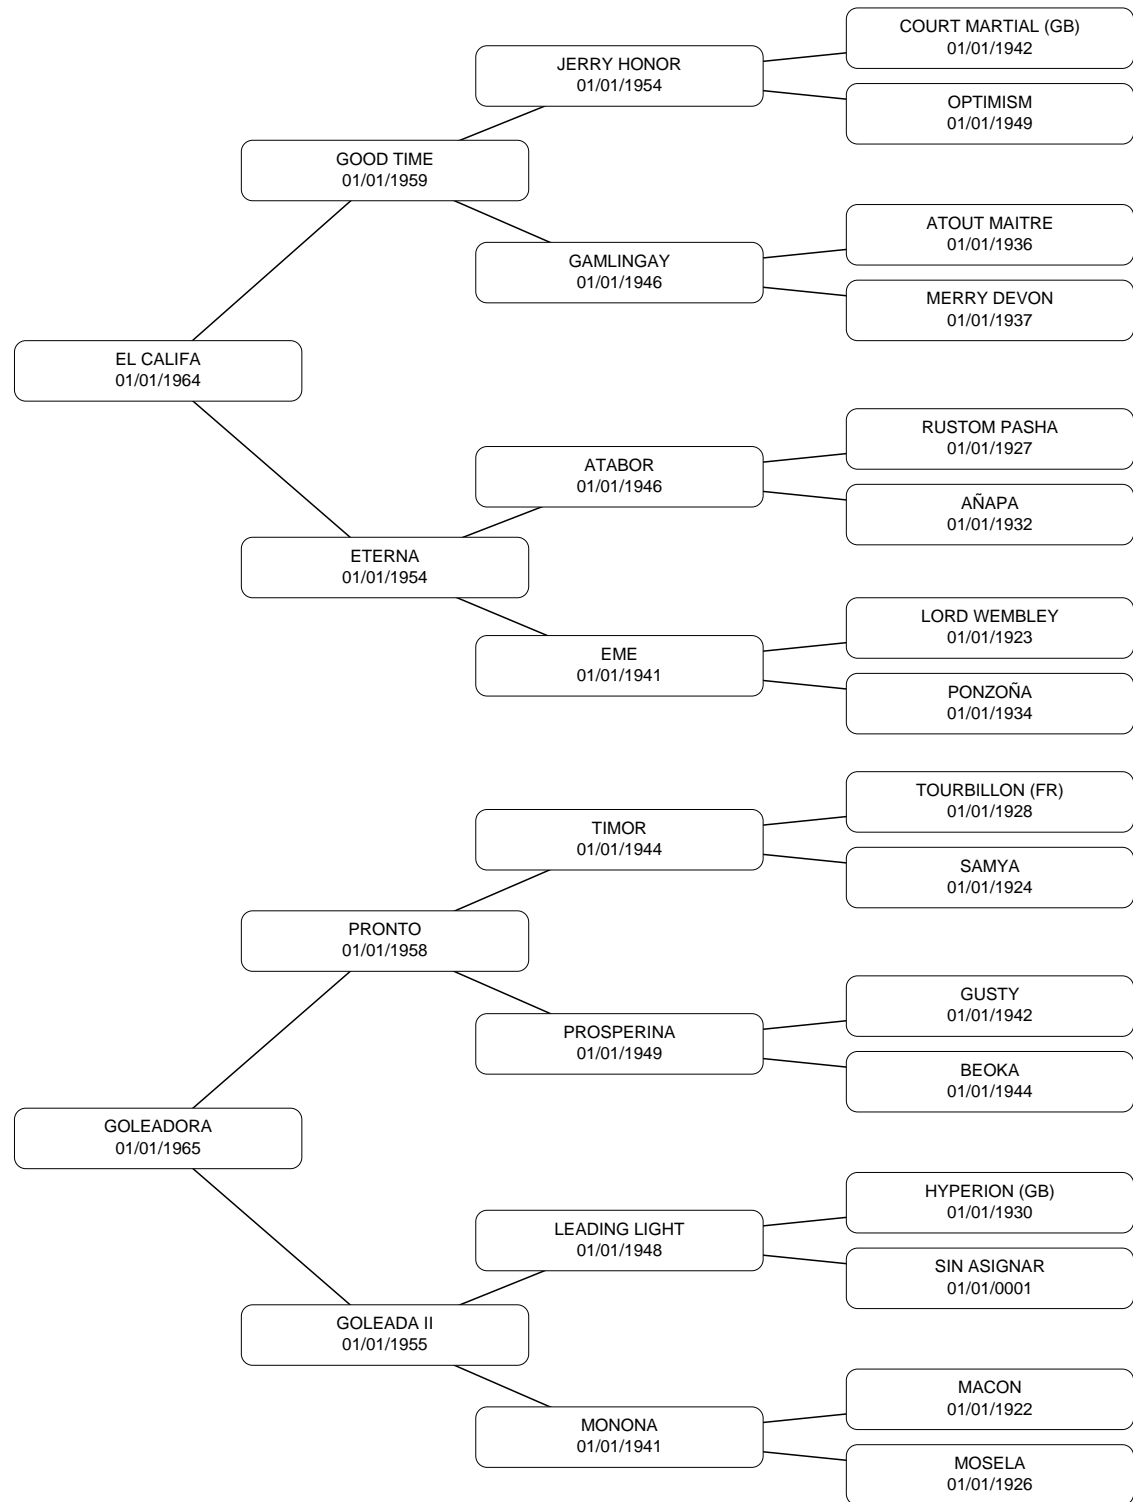 COURT MARTIAL (GB)
01/01/1942
JERRY HONOR
01/01/1954
OPTIMISM
01/01/1949
GOOD TIME
01/01/1959
ATOUT MAITRE
01/01/1936
GAMLINGAY
01/01/1946
MERRY DEVON
01/01/1937
EL CALIFA
01/01/1964
RUSTOM PASHA
01/01/1927
ATABOR
01/01/1946
AÑAPA
01/01/1932
ETERNA
01/01/1954
LORD WEMBLEY
01/01/1923
EME
01/01/1941
PONZOÑA
01/01/1934
TOURBILLON (FR)
01/01/1928
TIMOR
01/01/1944
SAMYA
01/01/1924
PRONTO
01/01/1958
GUSTY
01/01/1942
PROSPERINA
01/01/1949
BEOKA
01/01/1944
GOLEADORA
01/01/1965
HYPERION (GB)
01/01/1930
LEADING LIGHT
01/01/1948
SIN ASIGNAR
01/01/0001
GOLEADA II
01/01/1955
MACON
01/01/1922
MONONA
01/01/1941
MOSELA
01/01/1926